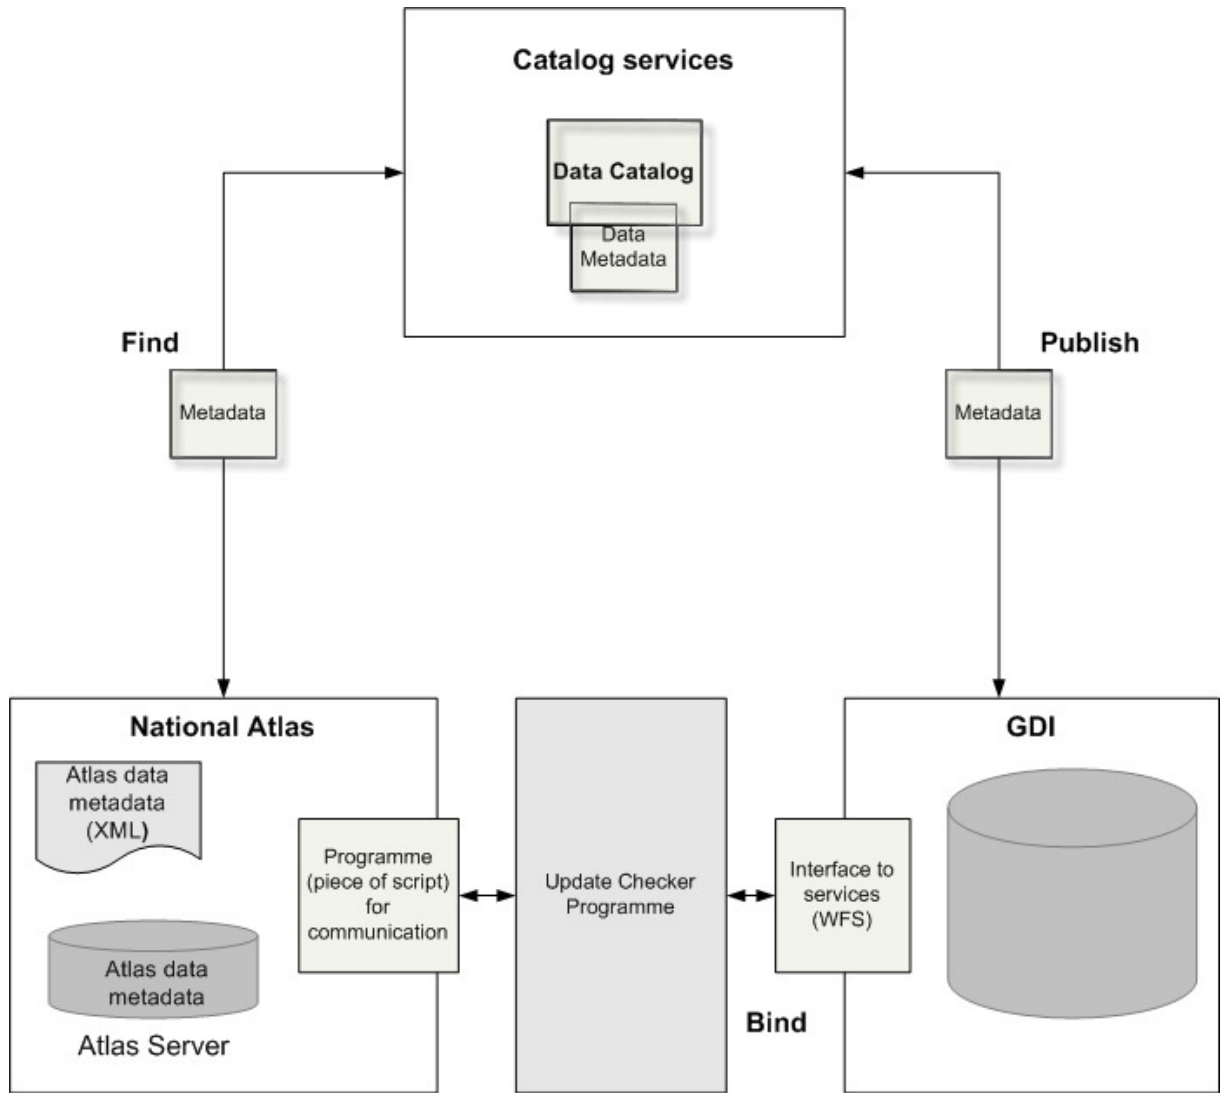 Catalog services
Data Catalog
Data
Metadata
Find
Publish
Metadata
Metadata
National Atlas
GDI
Atlas data
metadata
(XML)
Programme
(piece of script)
for
communication
Update Checker
Programme
Interface to
services
(WFS)
Atlas data
metadata
Atlas Server
Bind